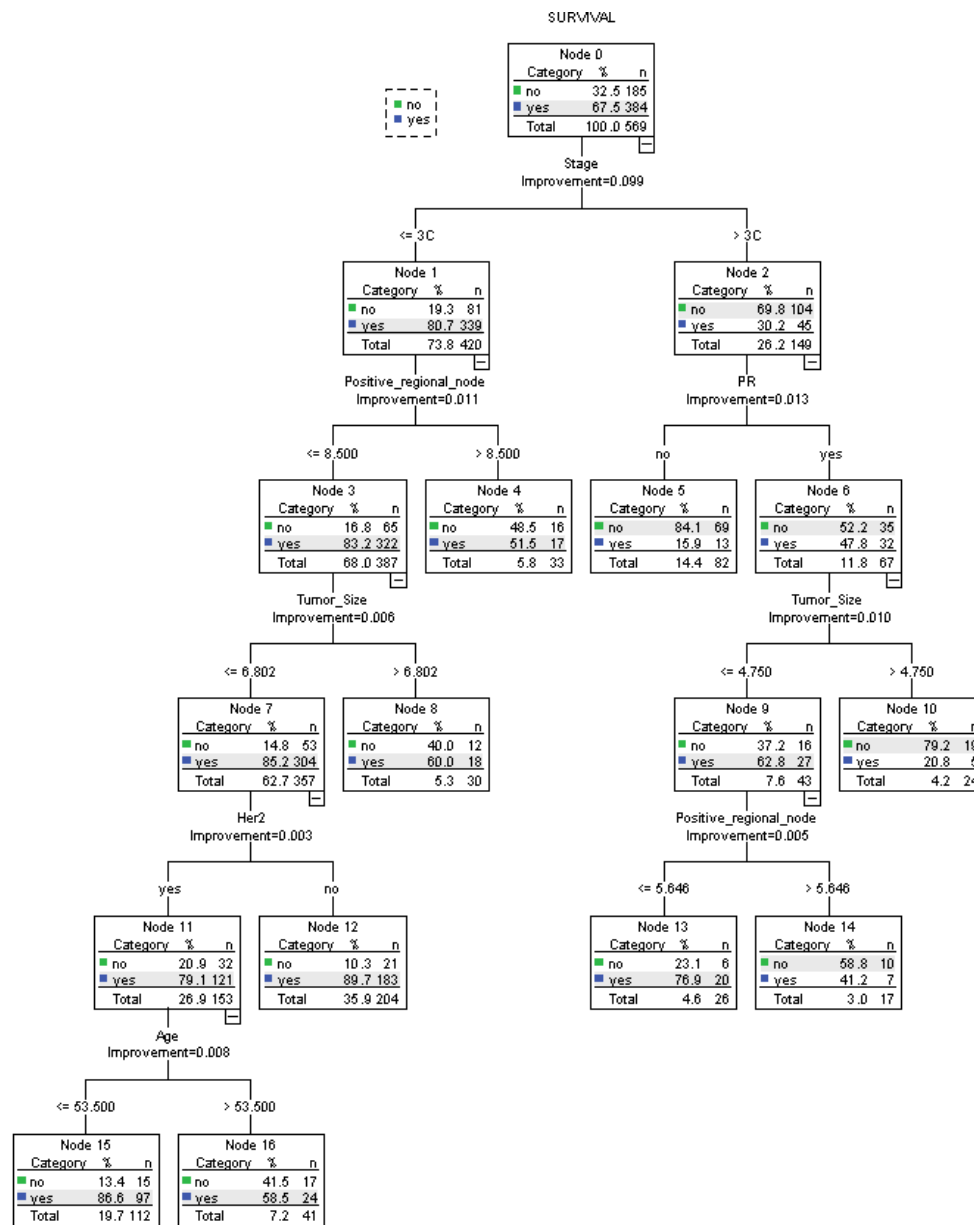 SURVIVAL
Node 0
Category % n
no 32.5 185
yes 67.5 384
Total 100.0 569
no
yes
Stage
Improvement=0.099
<= 3C
> 3C
Node 1
Category % n
no 19.3 81
yes 80.7 339
Total 73.8 420
Node 2
Category % n
no 69.8 104
yes 30.2 45
Total 26.2 149
Positive_regional_node
Improvement=0.011
PR
Improvement=0.013
<= 8.500
> 8.500
no
yes
Node 3
Category % n
no 16.8 65
yes 83.2 322
Total 68.0 387
Node 4
Category % n
no 48.5 16
yes 51.5 17
Total 5.8 33
Node 5
Category % n
no 84.1 69
yes 15.9 13
Total 14.4 82
Node 6
Category % n
no 52.2 35
yes 47.8 32
Total 11.8 67
Tumor_Size
Improvement=0.006
Tumor_Size
Improvement=0.010
<= 6.802
> 6.802
<= 4.750
> 4.750
Node 7
Category % n
no 14.8 53
yes 85.2 304
Total 62.7 357
Node 8
Category % n
no 40.0 12
yes 60.0 18
Total 5.3 30
Node 9
Category % n
no 37.2 16
yes 62.8 27
Total 7.6 43
Node 10
Category % n
no 79.2 19
yes 20.8 5
Total 4.2 24
Her2
Improvement=0.003
Positive_regional_node
Improvement=0.005
yes
no
<= 5.646
> 5.646
Node 11
Category % n
no 20.9 32
yes 79.1 121
Total 26.9 153
Node 12
Category % n
no 10.3 21
yes 89.7 183
Total 35.9 204
Node 13
Category % n
no 23.1 6
yes 76.9 20
Total 4.6 26
Node 14
Category % n
no 58.8 10
yes 41.2 7
Total 3.0 17
Age
Improvement=0.008
<= 53.500
> 53.500
Node 15
Category % n
no 13.4 15
yes 86.6 97
Total 19.7 112
Node 16
Category % n
no 41.5 17
yes 58.5 24
Total 7.2 41